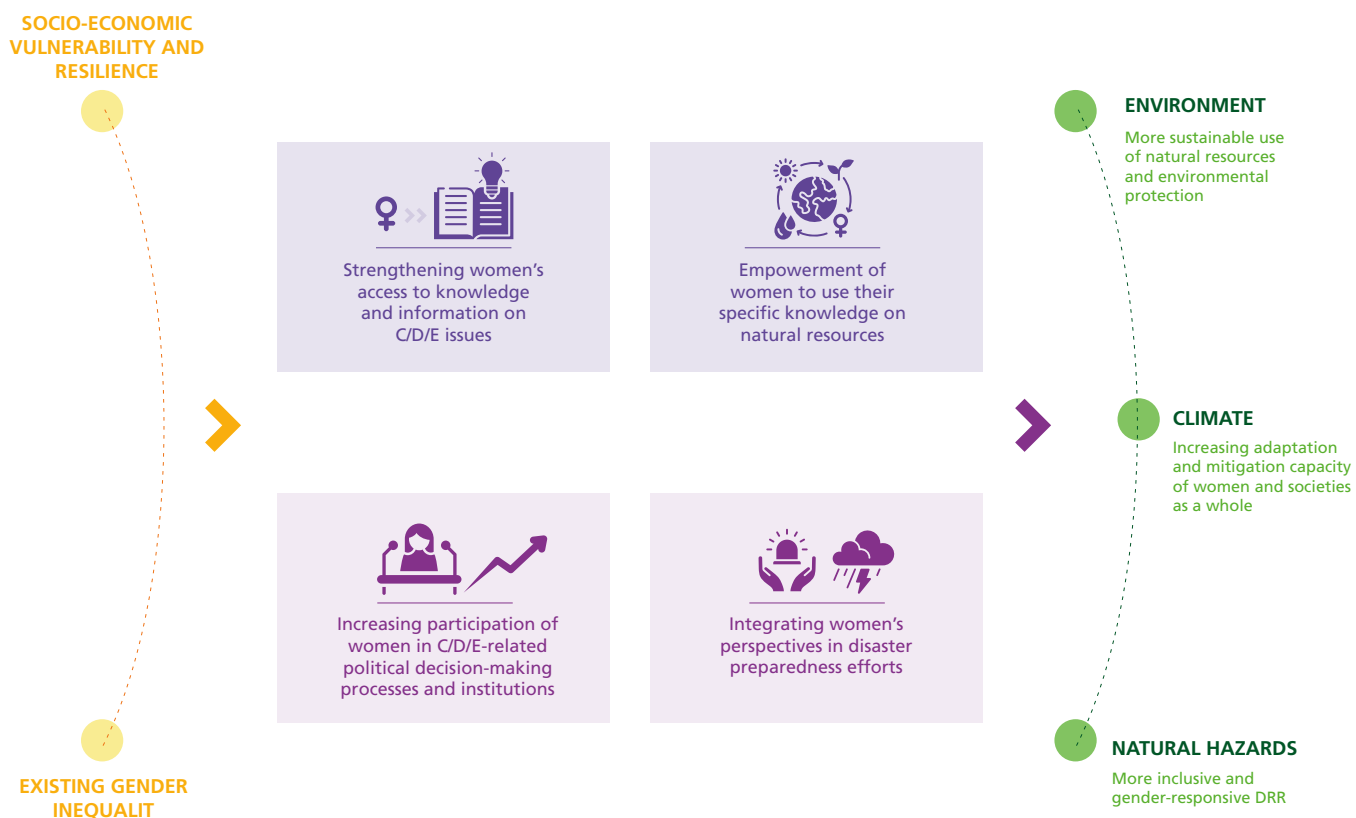 SOCIO-ECONOMIC
VULNERABILITY AND
RESILIENCE
EXISTING GENDER
INEQUALIT
Strengthening women’s
access to knowledge
and information on
C/D/E issues
Empowerment of
women to use their
specific knowledge on
natural resources
Increasing participation of
women in C/D/E-related
political decision-making
processes and institutions
Integrating women’s
perspectives in disaster
preparedness efforts
ENVIRONMENT
More sustainable use
of natural resources
and environmental
protection
CLIMATE
Increasing adaptation
and mitigation capacity
of women and societies
as a whole
NATURAL HAZARDS
More inclusive and
gender-responsive DRR